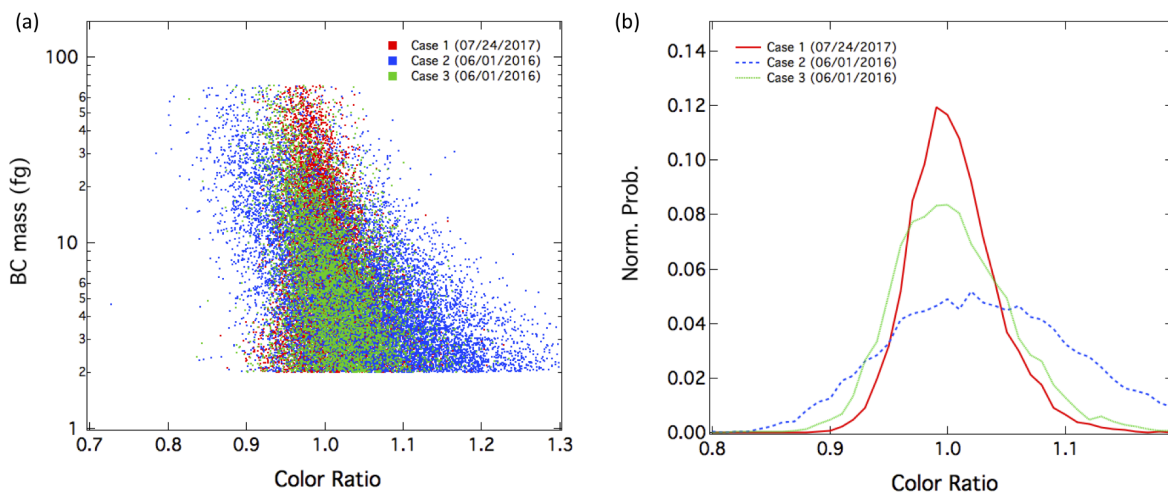 (a)
100
6
5
4
3
2
10
6
5
4
3
2
1
BC mass (fg)
Case 1 (07/24/2017)
Case 2 (06/01/2016)
Case 3 (06/01/2016)
0.7 0.8 0.9 1.0 1.1 1.2 1.3
Color Ratio
(b)
0.14
0.12
0.10
0.08
0.06
0.04
0.02
0.00
Norm. Prob.
Case 1 (07/24/2017)
Case 2 (06/01/2016)
Case 3 (06/01/2016)
0.8 0.9 1.0 1.1
Color Ratio